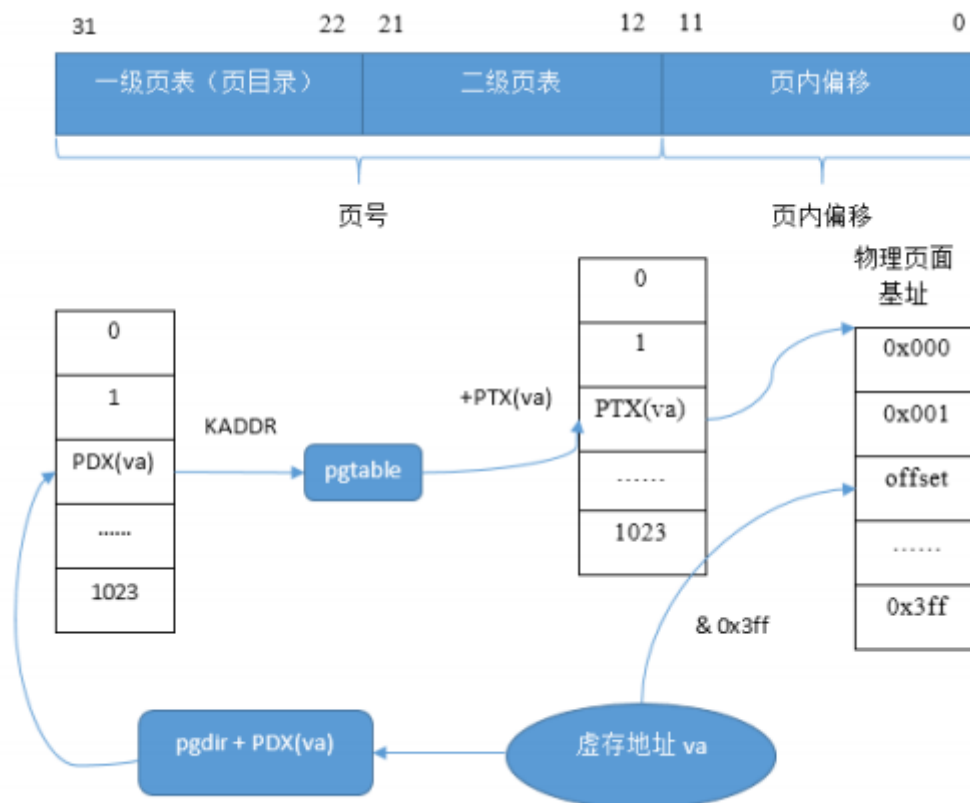 31 22 21 12 11 0
一级页表（页目录） 二级页表 页内偏移
页号 页内偏移
物理页面
基址
0
1
PDX(va)
......
1023
KADDR
pgtable
+PTX(va)
0
1
PTX(va)
......
1023
0x000
0x001
offset
......
0x3ff
& 0x3ff
pgdir + PDX(va)
虚存地址 va